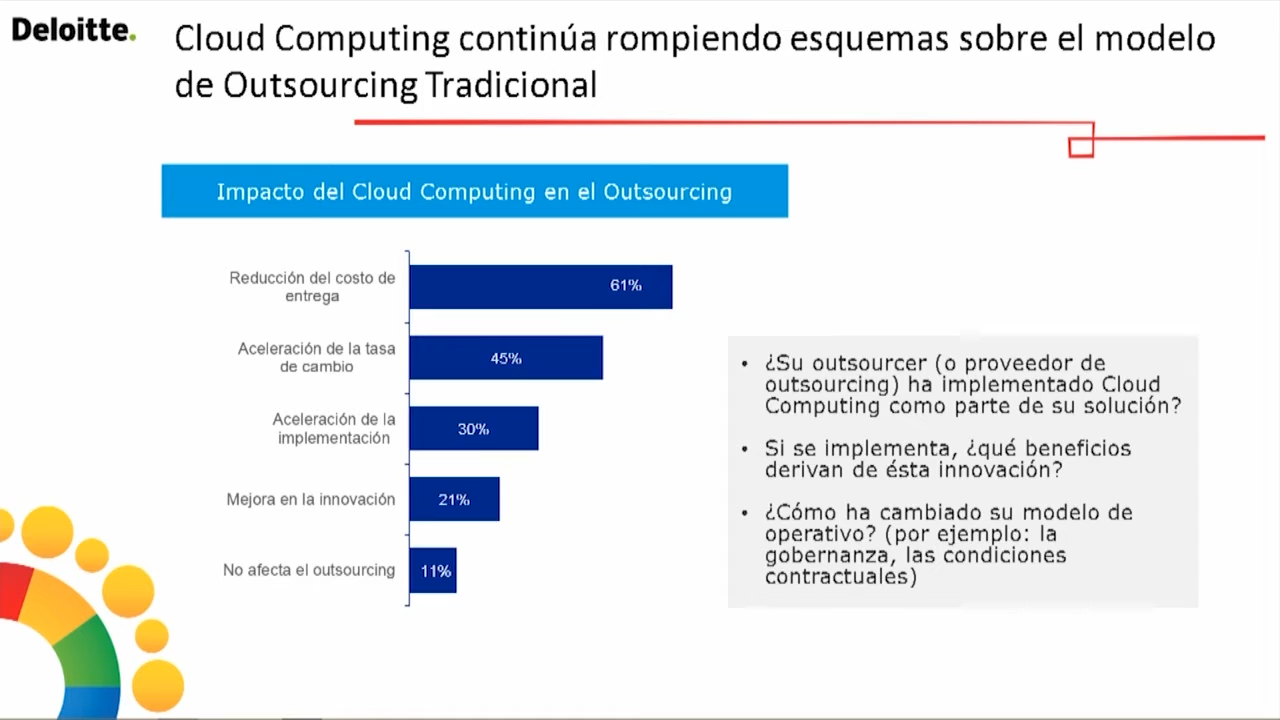 Deloitte.
Cloud Computing continúa rompiendo esquemas sobre el modelo
de Outsourcing Tradicional
Impacto del Cloud Computing en el Outsourcing
Reducción del costo de
entrega
61%
Aceleración de la tasa
de cambio
45%
Aceleración de la
implementación
30%
Mejora en la innovación
21%
No afecta el outsourcing
11%
• ¿Su outsourcer (o proveedor de
outsourcing) ha implementado Cloud
Computing como parte de su solución?
• Si se implementa, ¿qué beneficios
derivan de ésta innovación?
• ¿Cómo ha cambiado su modelo de
operativo? (por ejemplo: la
gobernanza, las condiciones
contractuales)